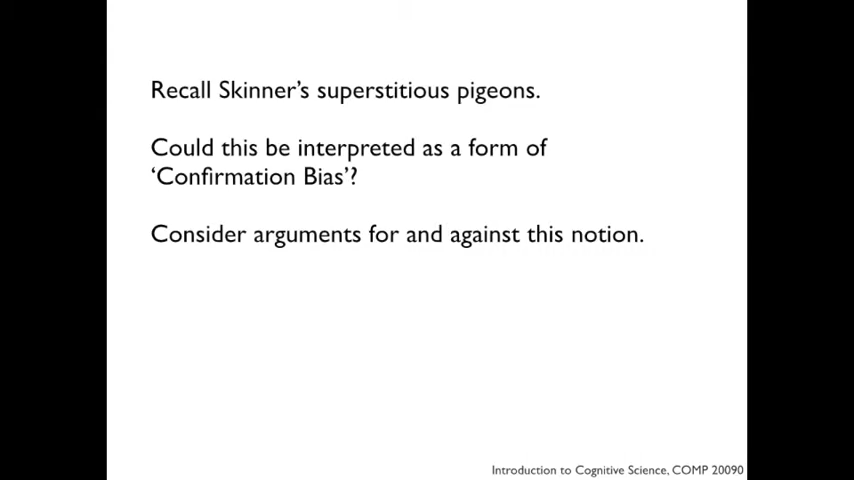 Recall Skinner’s superstitious pigeons.
Could this be interpreted as a form of
‘Confirmation Bias’?
Consider arguments for and against this notion.
Introduction to Cognitive Science, COMP 20090